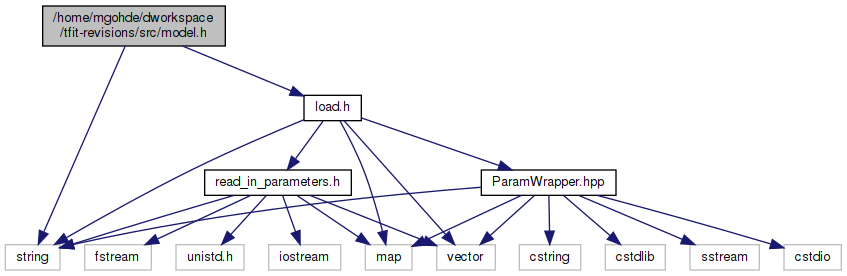 /home/mgohde/dworkspace
/tfit-revisions/src/model.h
load.h
read_in_parameters.h
ParamWrapper.hpp
string
fstream
unistd.h
iostream
map
vector
cstring
cstdlib
sstream
cstdio